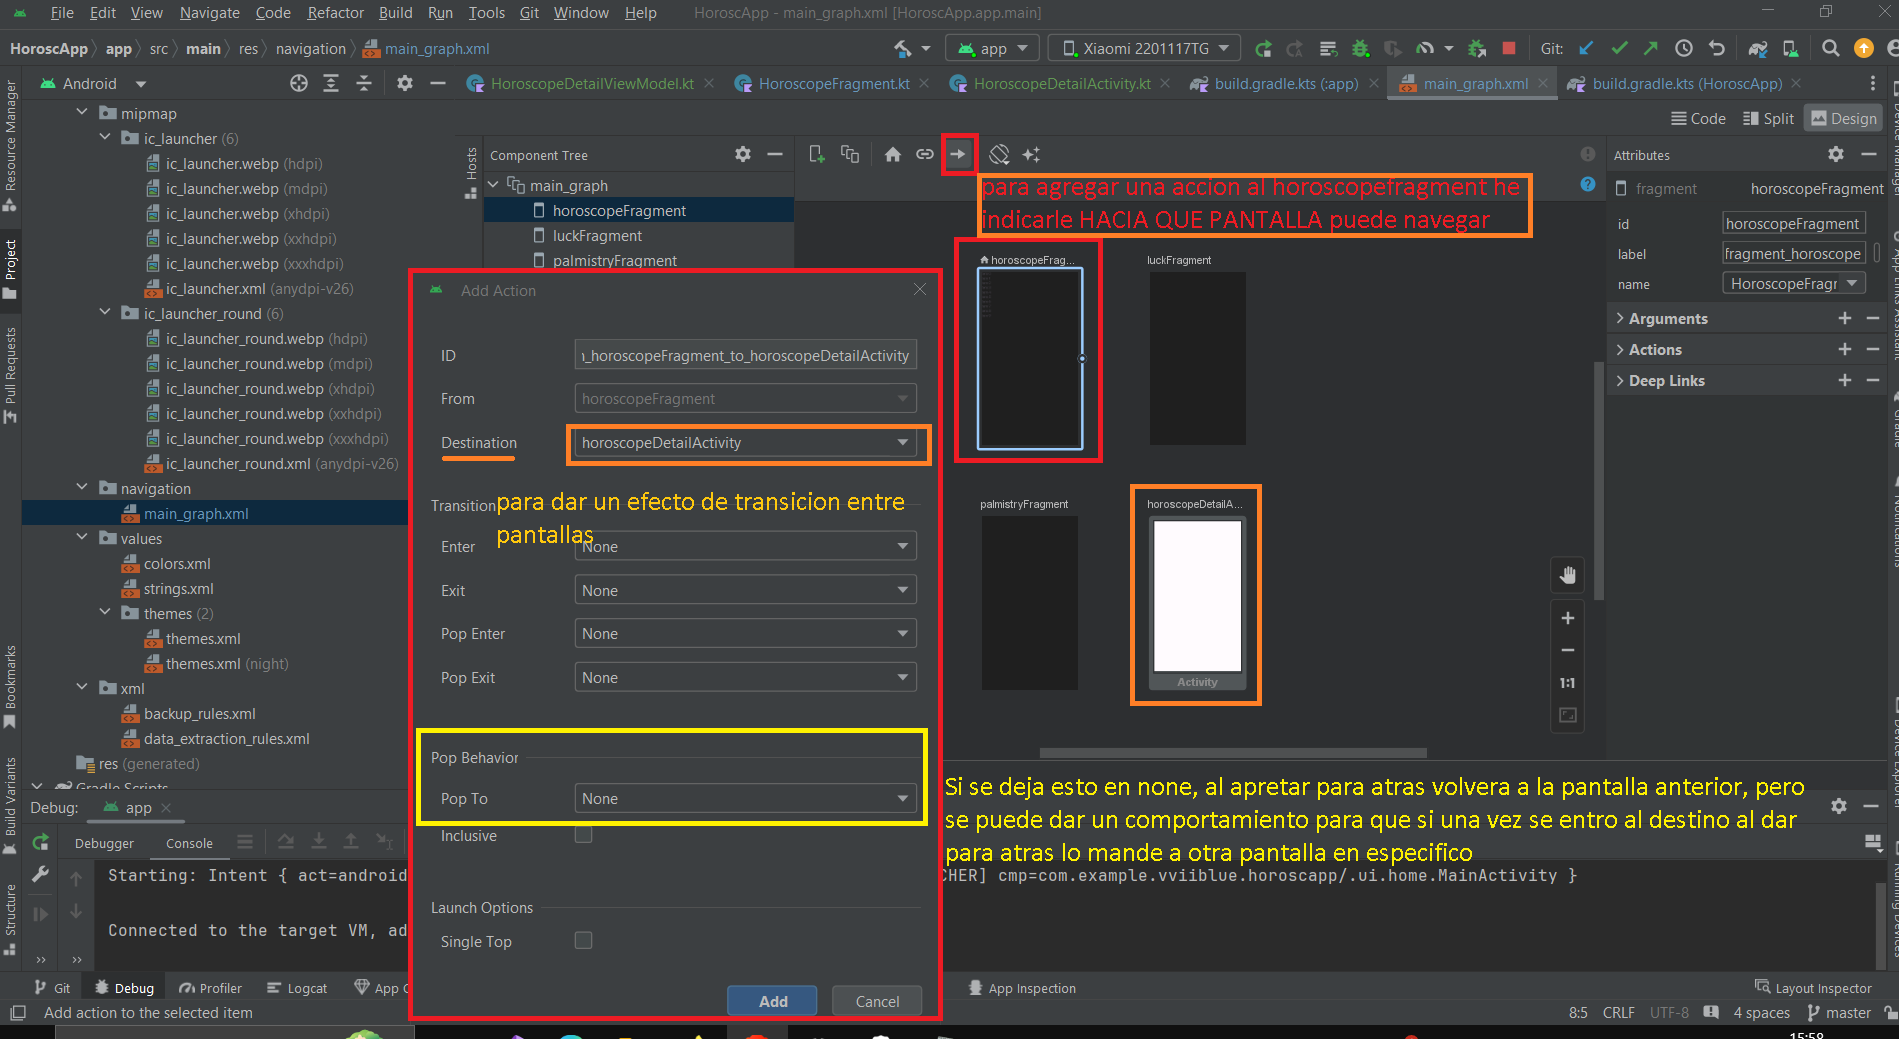 File Edit View Navigate Code Refactor Build Run Tools Git Window Help HoroscApp - main_graph.xml [HoroscApp.app.main]
HoroscApp app src main res navigation main_graph.xml app Xiaomi 2201117TG Git:
Android HoroscopeDetailViewModel.kt HoroscopeFragment.kt HoroscopeDetailActivity.kt build.gradle.kts (:app) main_graph.xml build.gradle.kts (HoroscApp)
Code Split Design
Resource Manager
Project
Pull Requests
Bookmarks
Build Variants
Structure
mipmap
ic_launcher (6)
ic_launcher.webp (hdpi)
ic_launcher.webp (mdpi)
ic_launcher.webp (xhdpi)
ic_launcher.webp (xxhdpi)
ic_launcher.webp (xxxhdpi)
ic_launcher.xml (anydpi-v26)
ic_launcher_round (6)
ic_launcher_round.webp (hdpi)
ic_launcher_round.webp (mdpi)
ic_launcher_round.webp (xhdpi)
ic_launcher_round.webp (xxhdpi)
ic_launcher_round.webp (xxxhdpi)
ic_launcher_round.xml (anydpi-v26)
navigation
main_graph.xml
values
colors.xml
strings.xml
themes (2)
themes.xml
themes.xml (night)
xml
backup_rules.xml
data_extraction_rules.xml
res (generated)
Gradle Scripts
Hosts
Component Tree
main_graph
horoscopeFragment
luckFragment
palmistryFragment
para agregar una accion al horoscopefragment he
indicarle HACIA QUE PANTALLA puede navegar
horoscopeFrag...
luckFragment
palmistryFragment
horoscopeDetailA...
Activity
1:1
Add Action
ID _horoscopeFragment_to_horoscopeDetailActivity
From horoscopeFragment
Destination horoscopeDetailActivity
Transition
para dar un efecto de transicion entre
pantallas
Enter None
Exit None
Pop Enter None
Pop Exit None
Pop Behavior
Pop To None
Inclusive
Launch Options
Single Top
Add Cancel
Si se deja esto en none, al apretar para atras volvera a la pantalla anterior, pero
se puede dar un comportamiento para que si una vez se entro al destino al dar
para atras lo mande a otra pantalla en especifico
Attributes
fragment horoscopeFragment
id horoscopeFragment
label fragment_horoscope
name HoroscopeFragr
Arguments
Actions
Deep Links
Device Manager
App Links Assistant
Gradle
Notifications
Device Explorer
Running Devices
Debug: app
Debugger Console
Starting: Intent { act=android
CHER] cmp=com.example.vviiblue.horoscapp/.ui.home.MainActivity }
Connected to the target VM, ad
Git Debug Profiler Logcat App App Inspection Layout Inspector
Add action to the selected item 8:5 CRLF UTF-8 4 spaces master
15:58